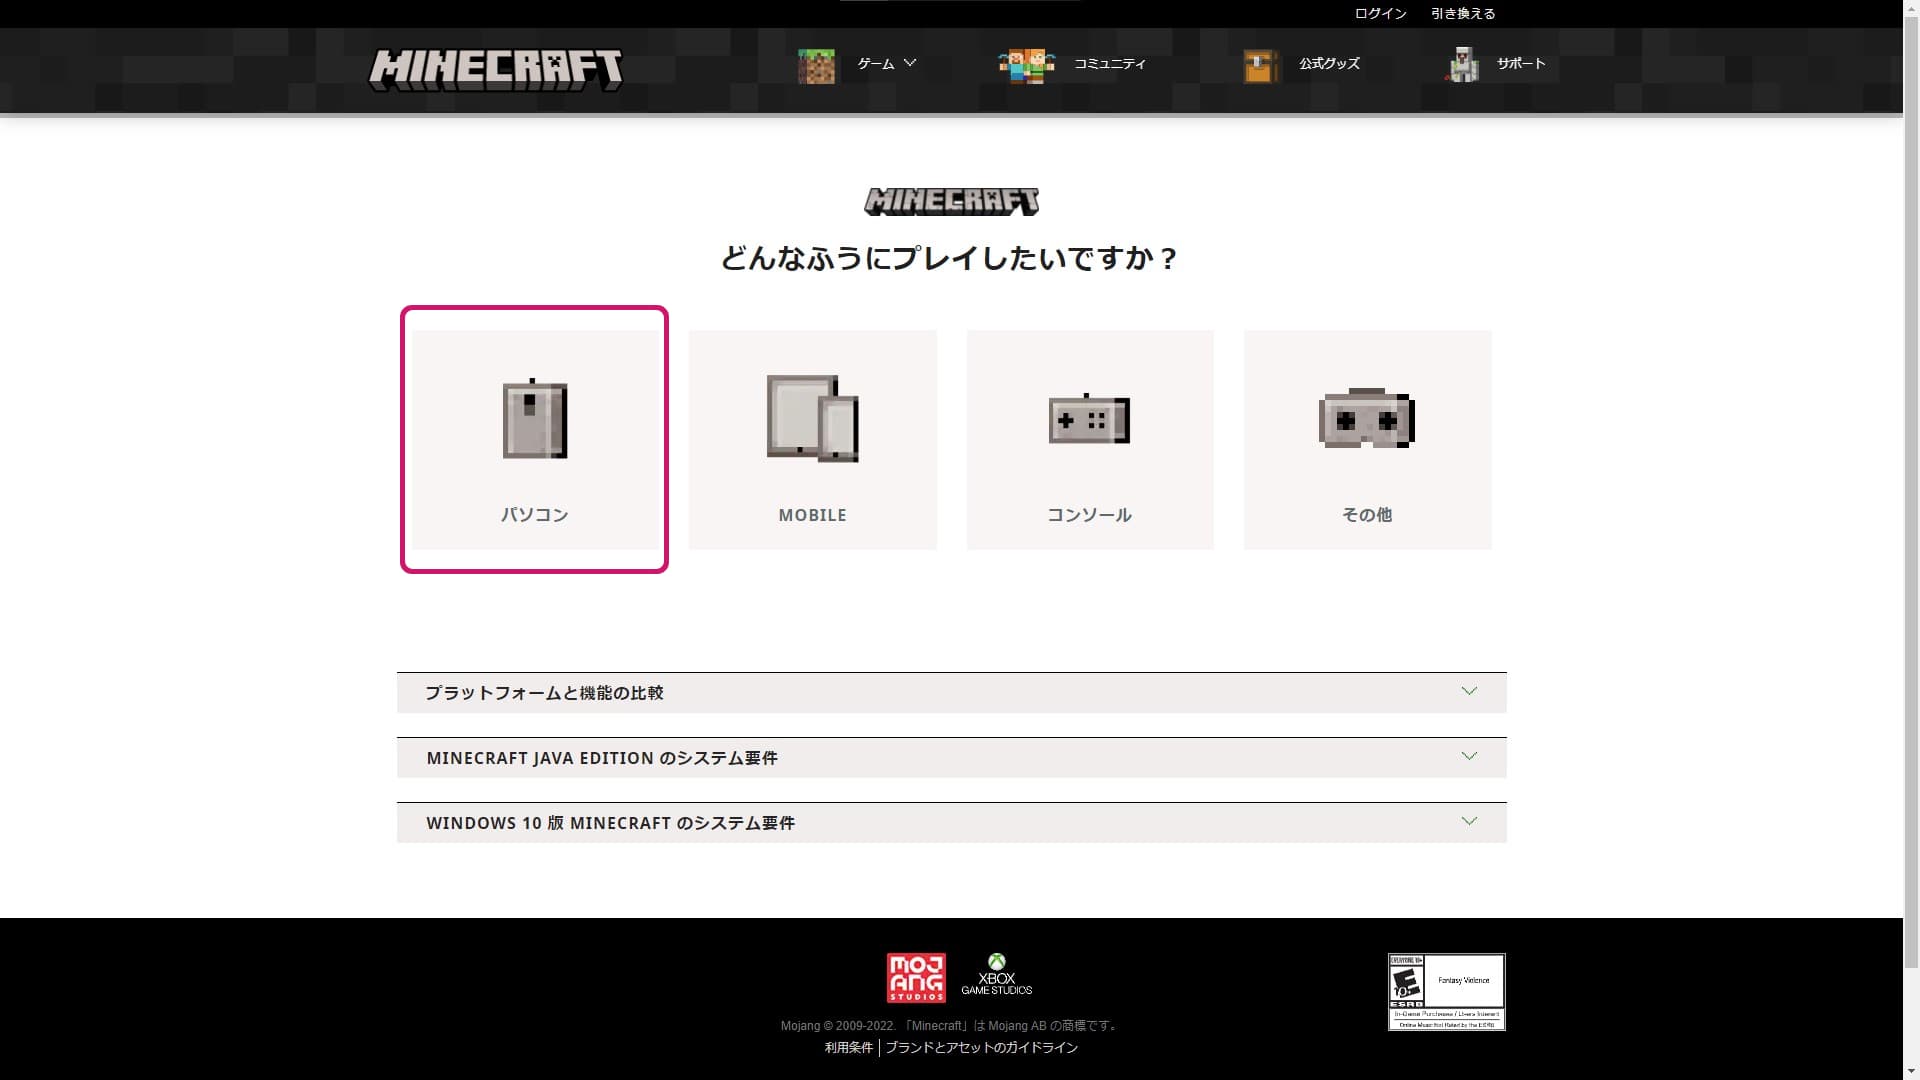 ログイン 引き換える
MINECRAFT ゲーム コミュニティ 公式グッズ サポート
MINECRAFT
どんなふうにプレイしたいですか？
パソコン MOBILE コンソール その他
プラットフォームと機能の比較
MINECRAFT JAVA EDITION のシステム要件
WINDOWS 10 版 MINECRAFT のシステム要件
MOJANG STUDIOS
XBOX GAME STUDIOS
EVERYONE 10+
E 10+
ESRB
Fantasy Violence
In-Game Purchases / Users Interact
Online Music Not Rated by the ESRB
Mojang © 2009-2022. 「Minecraft」は Mojang AB の商標です。
利用条件 ブランドとアセットのガイドライン